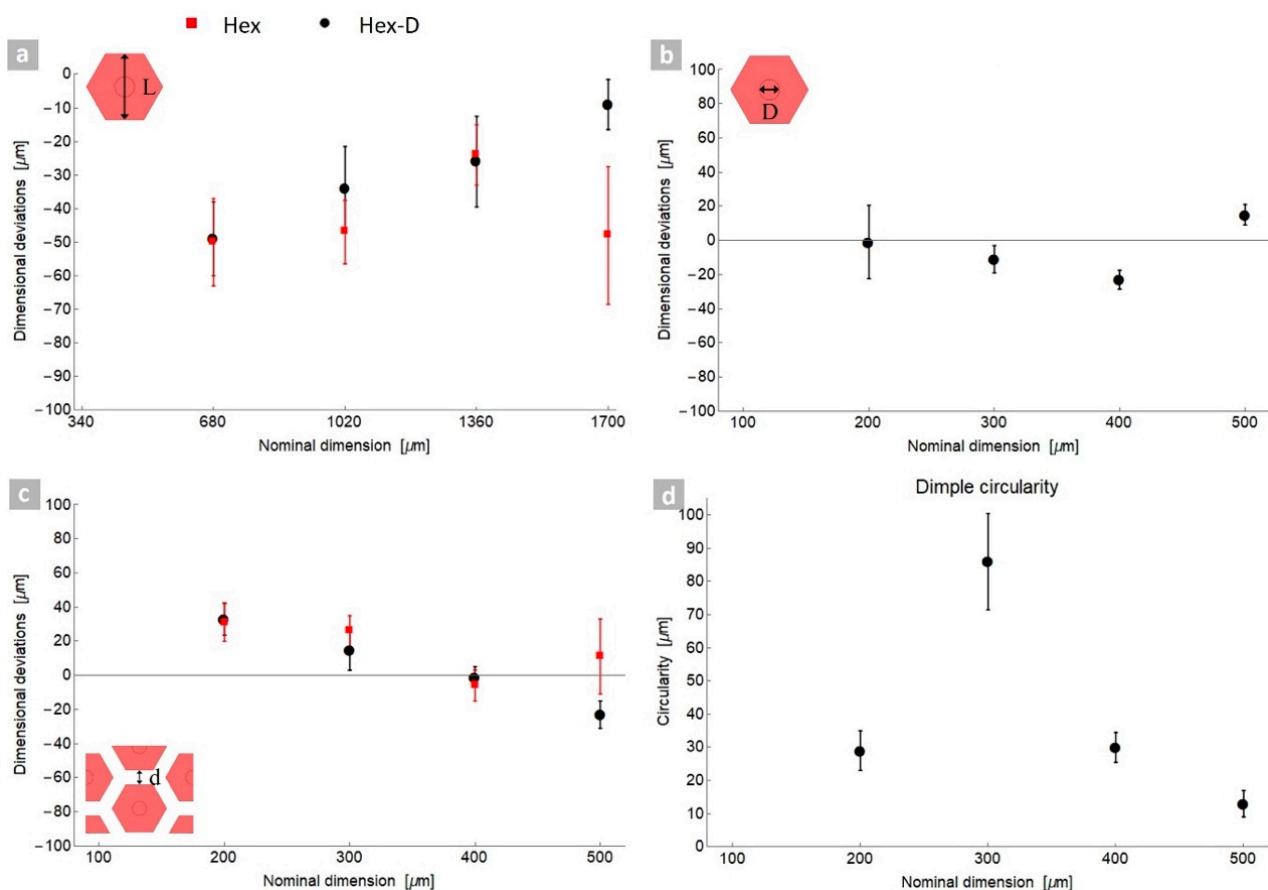 Hex Hex-D
a
L
0
−10
−20
−30
−40
−50
−60
−70
−80
−90
−100
Dimensional deviations [μm]
340 680 1020 1360 1700
Nominal dimension [μm]
b
D
100
80
60
40
20
0
−20
−40
−60
−80
−100
Dimensional deviations [μm]
100 200 300 400 500
Nominal dimension [μm]
c
100
80
60
40
20
0
−20
−40
−60
−80
−100
Dimensional deviations [μm]
d
100 200 300 400 500
Nominal dimension [μm]
d
Dimple circularity
100
90
80
70
60
50
40
30
20
10
0
Circularity [μm]
100 200 300 400 500
Nominal dimension [μm]